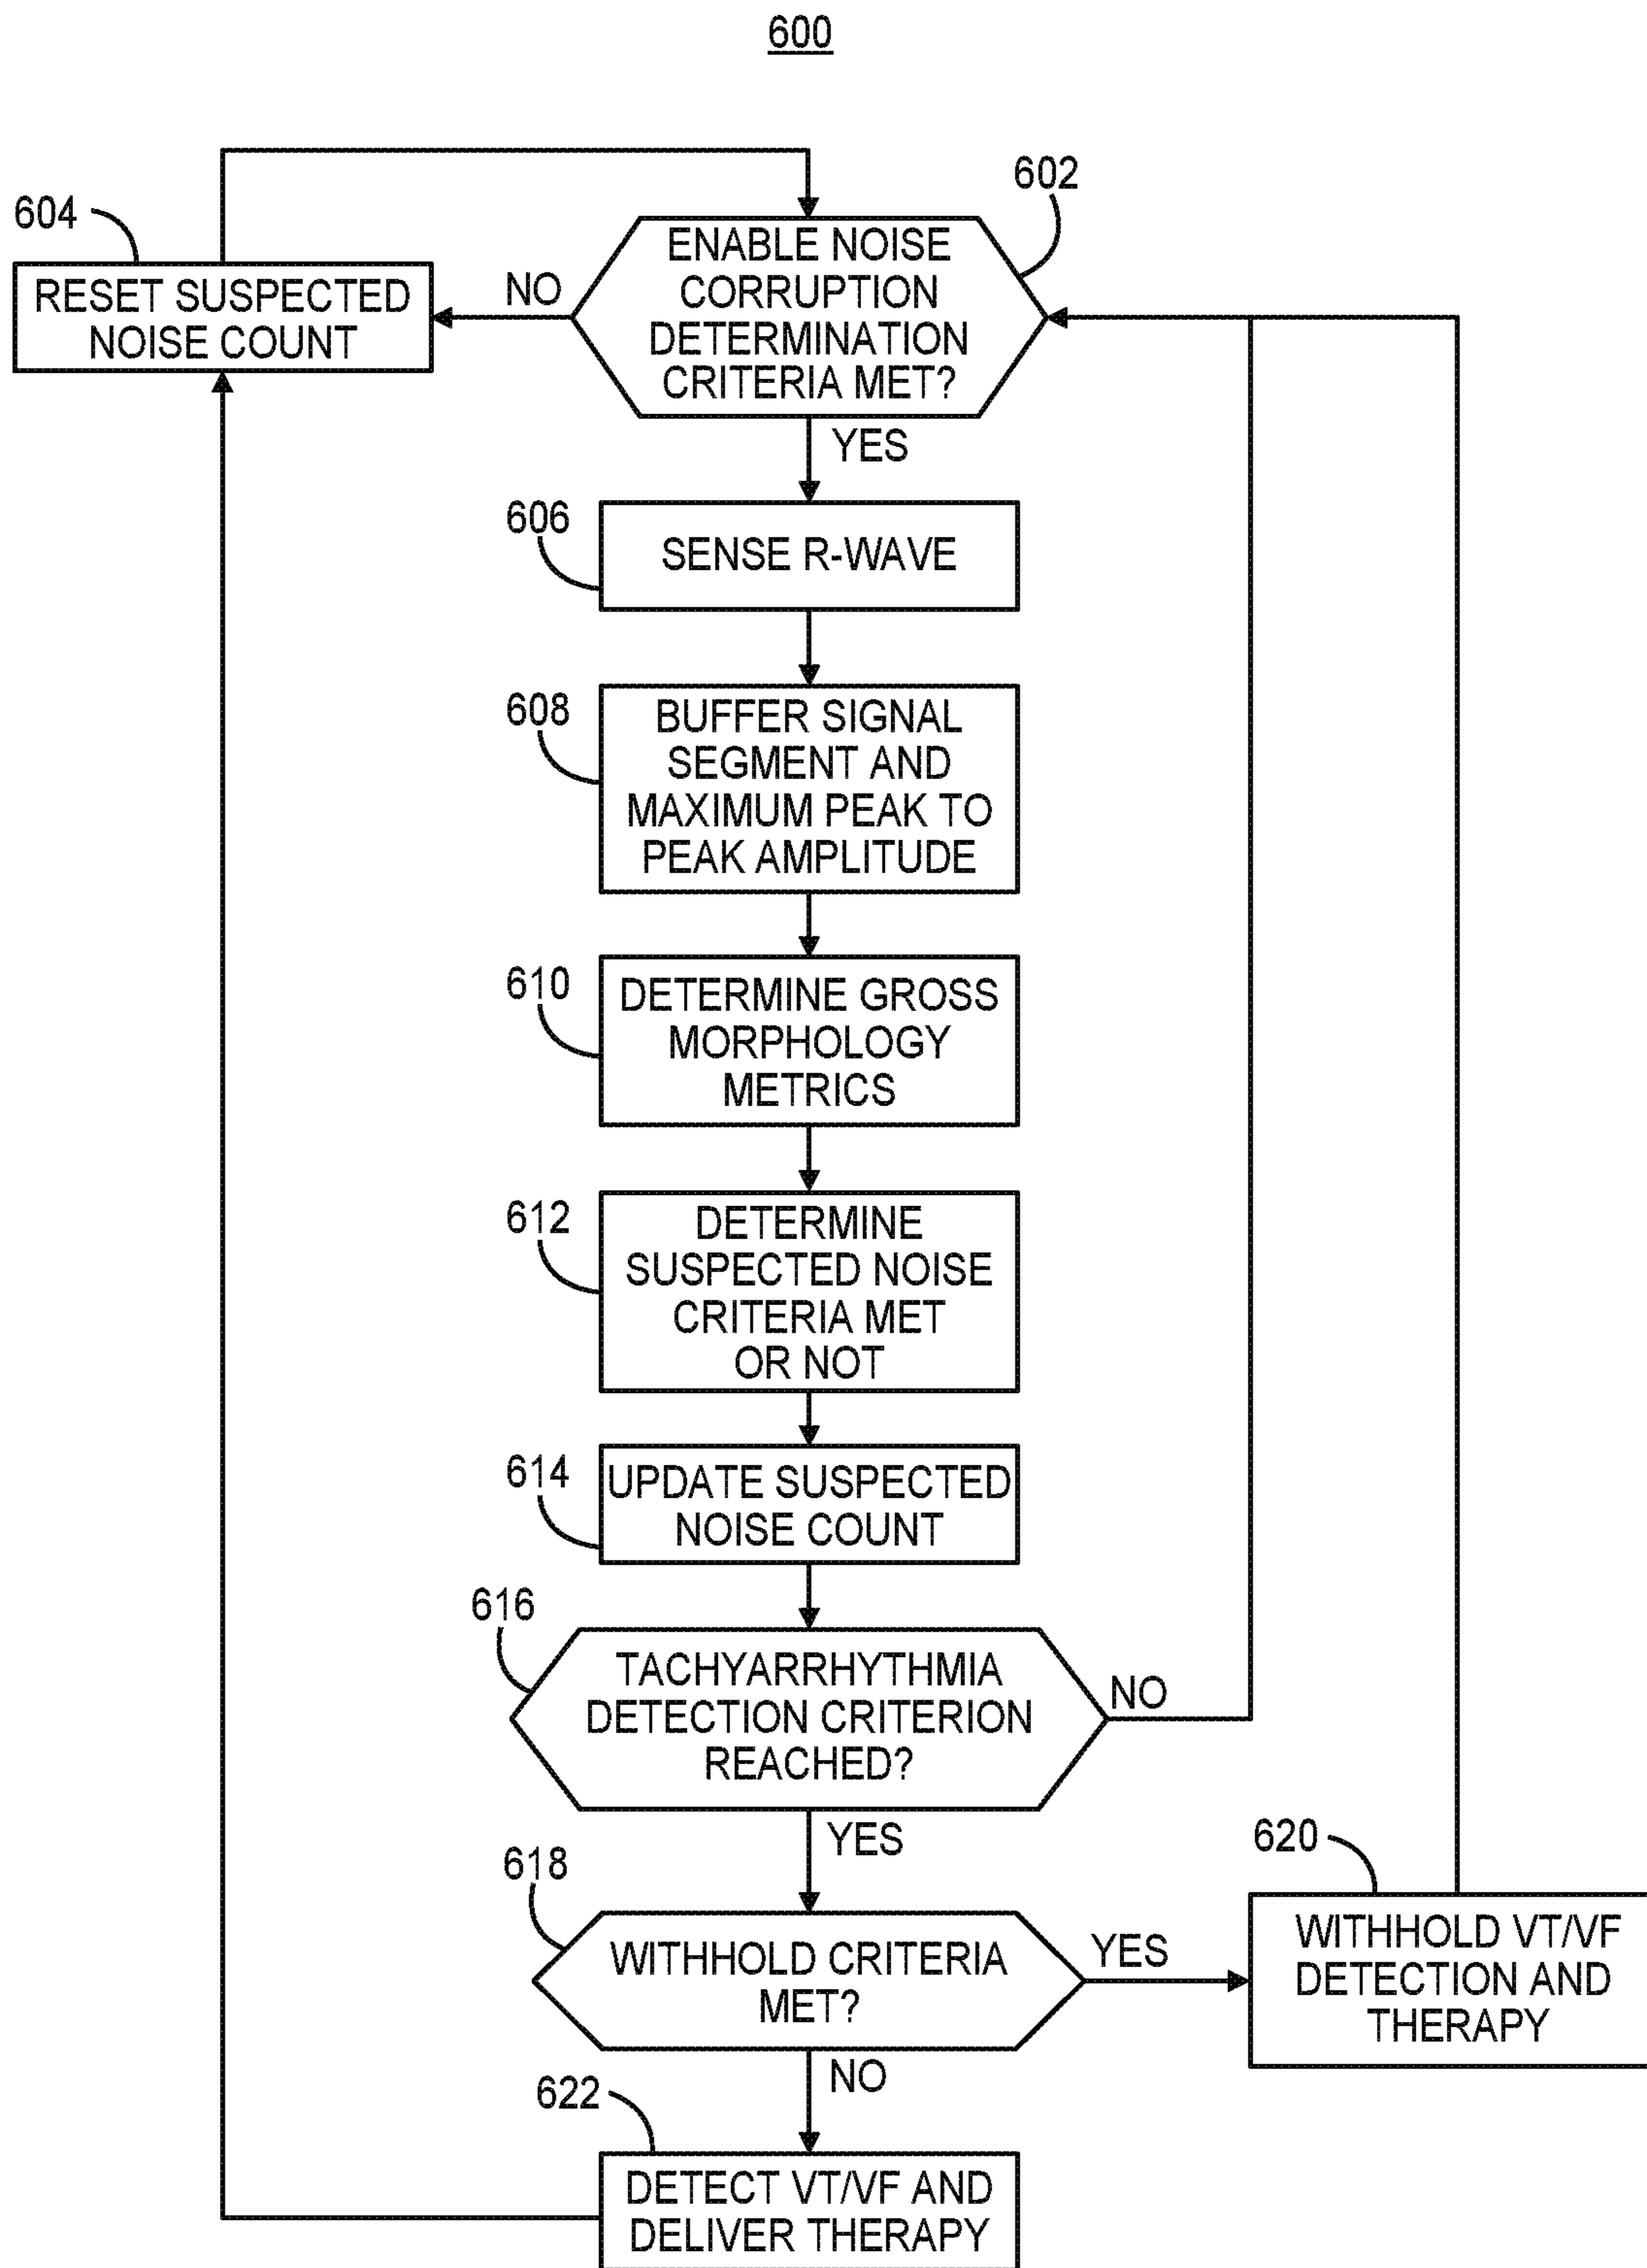 600
602
604
ENABLE NOISE
CORRUPTION
DETERMINATION
CRITERIA MET?
NO
RESET SUSPECTED
NOISE COUNT
YES
606
SENSE R-WAVE
608
BUFFER SIGNAL
SEGMENT AND
MAXIMUM PEAK TO
PEAK AMPLITUDE
610
DETERMINE GROSS
MORPHOLOGY
METRICS
612
DETERMINE
SUSPECTED NOISE
CRITERIA MET
OR NOT
614
UPDATE SUSPECTED
NOISE COUNT
616
TACHYARRHYTHMIA
DETECTION CRITERION
REACHED?
NO
YES
618
WITHHOLD CRITERIA
MET?
YES
620
WITHHOLD VT/VF
DETECTION AND
THERAPY
NO
622
DETECT VT/VF AND
DELIVER THERAPY